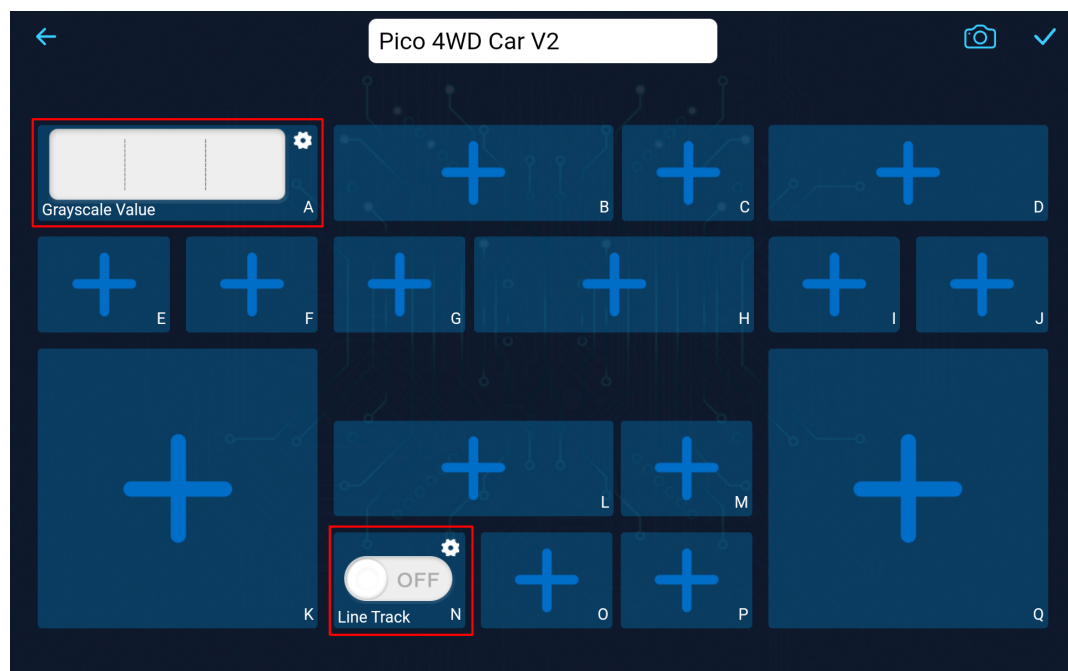 Pico 4WD Car V2
Grayscale Value A
B
C
D
E
F
G
H
I
J
K
L
M
OFF
Line Track N
O
P
Q